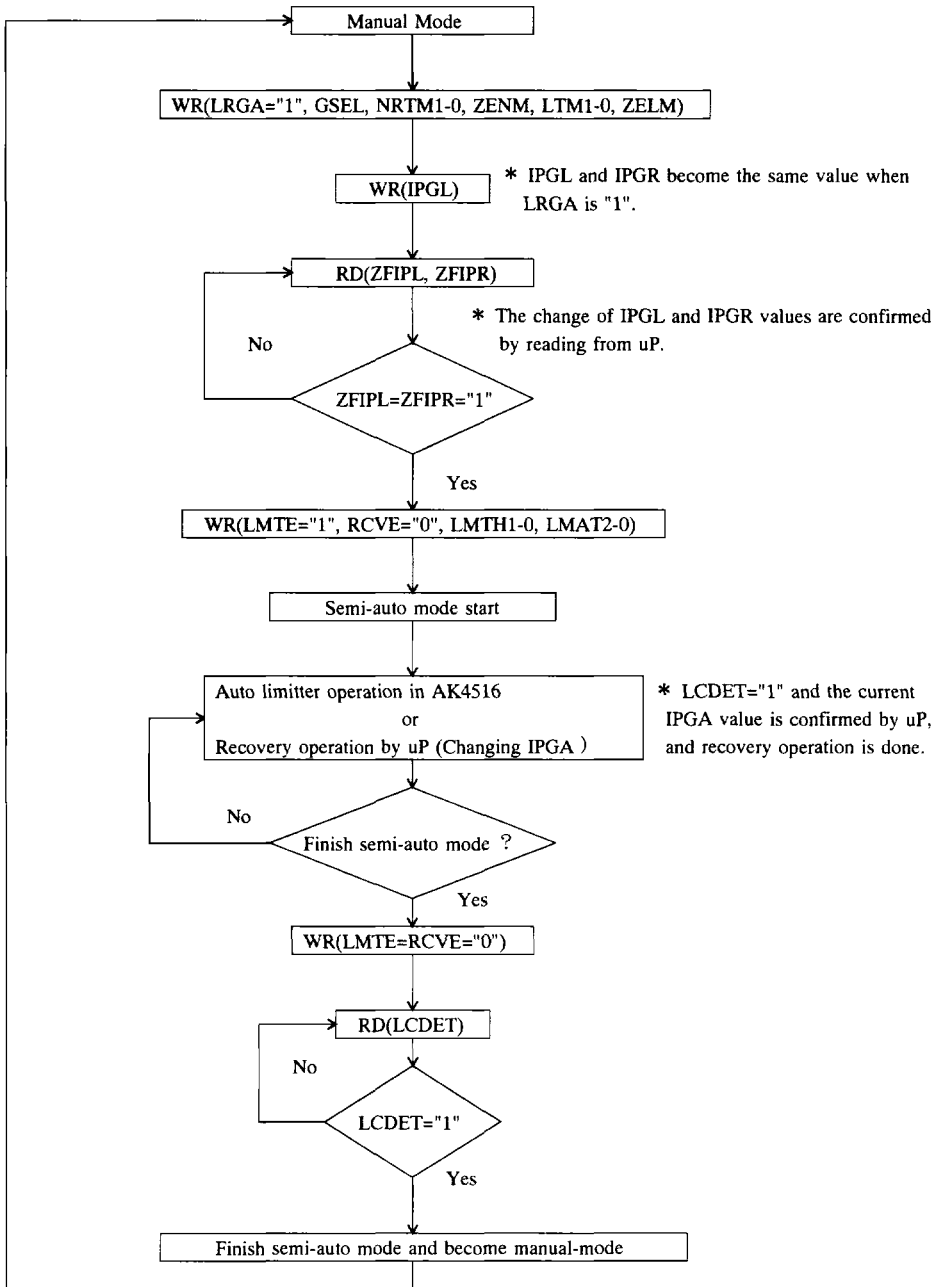 Manual Mode
WR(LRGA="1", GSEL, NRTM1-0, ZENM, LTM1-0, ZELM)
WR(IPGL)
* IPGL and IPGR become the same value when
LRGA is "1".
RD(ZFIPL, ZFIPR)
* The change of IPGL and IPGR values are confirmed
by reading from uP.
No
ZFIPL=ZFIPR="1"
Yes
WR(LMTE="1", RCVE="0", LMTH1-0, LMAT2-0)
Semi-auto mode start
Auto limitter operation in AK4516
or
Recovery operation by uP (Changing IPGA )
* LCDET="1" and the current
IPGA value is confirmed by uP,
and recovery operation is done.
No
Finish semi-auto mode ?
Yes
WR(LMTE=RCVE="0")
RD(LCDET)
No
LCDET="1"
Yes
Finish semi-auto mode and become manual-mode